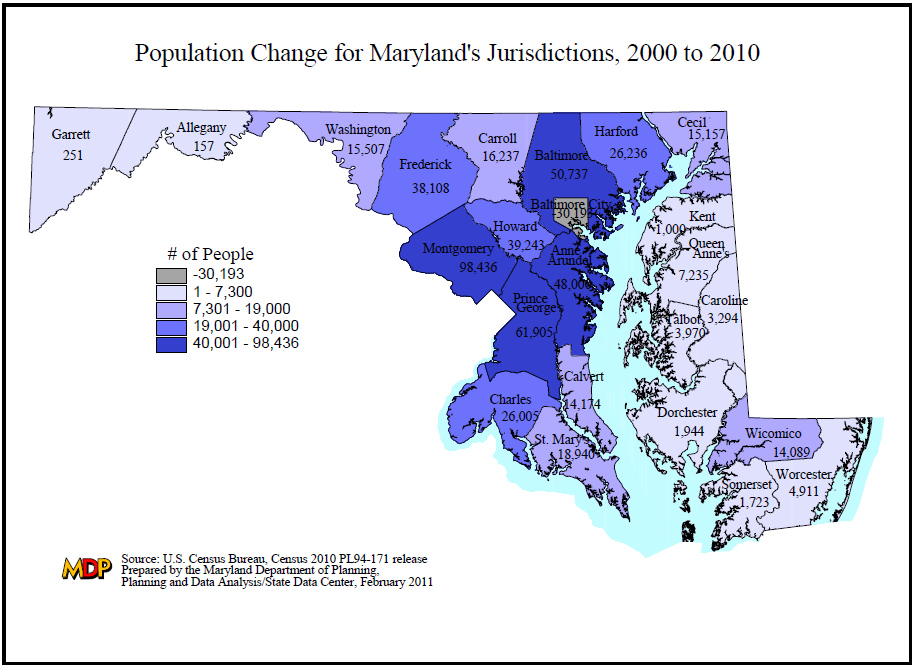 Population Change for Maryland's Jurisdictions, 2000 to 2010
Garrett
251
Allegany
157
Washington
15,507
Frederick
38,108
Carroll
16,237
Baltimore
50,737
Harford
26,236
Cecil
15,157
Baltimore City
-30,193
Howard
39,243
Montgomery
98,436
Anne
Arundel
Prince
George's
61,905
Kent
1,000
Queen
Anne's
7,235
Caroline
3,294
Talbot
3,970
Calvert
14,174
Charles
26,005
St. Mary's
18,940
Dorchester
1,944
Wicomico
14,089
Somerset
1,723
Worcester
4,911
# of People
-30,193
1 - 7,300
7,301 - 19,000
19,001 - 40,000
40,001 - 98,436
MDP
Source: U.S. Census Bureau, Census 2010 PL94-171 release
Prepared by the Maryland Department of Planning,
Planning and Data Analysis/State Data Center, February 2011